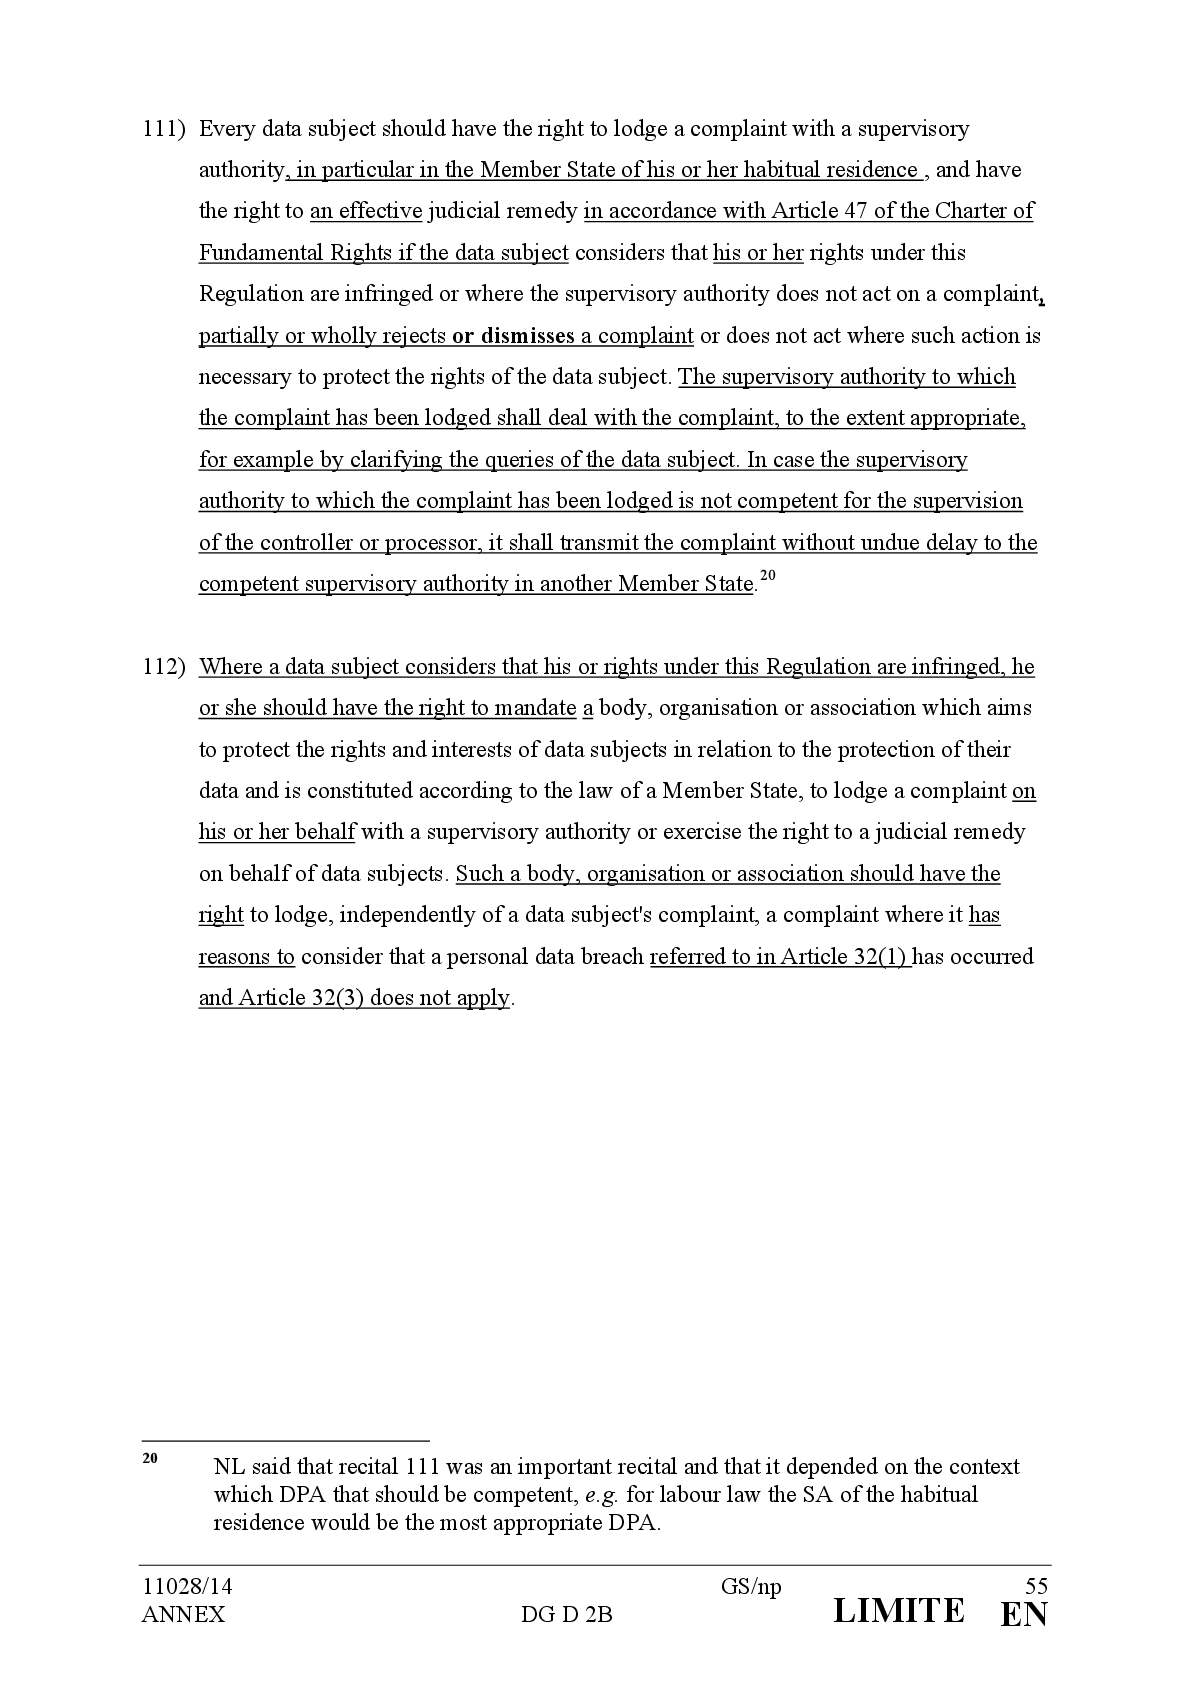 111) Every data subject should have the right to lodge a complaint with a supervisory
authority, in particular in the Member State of his or her habitual residence , and have
the right to an effective judicial remedy in accordance with Article 47 of the Charter of
Fundamental Rights if the data subject considers that his or her rights under this
Regulation are infringed or where the supervisory authority does not act on a complaint,
partially or wholly rejects or dismisses a complaint or does not act where such action is
necessary to protect the rights of the data subject. The supervisory authority to which
the complaint has been lodged shall deal with the complaint, to the extent appropriate,
for example by clarifying the queries of the data subject. In case the supervisory
authority to which the complaint has been lodged is not competent for the supervision
of the controller or processor, it shall transmit the complaint without undue delay to the
competent supervisory authority in another Member State.20
112) Where a data subject considers that his or rights under this Regulation are infringed, he
or she should have the right to mandate a body, organisation or association which aims
to protect the rights and interests of data subjects in relation to the protection of their
data and is constituted according to the law of a Member State, to lodge a complaint on
his or her behalf with a supervisory authority or exercise the right to a judicial remedy
on behalf of data subjects. Such a body, organisation or association should have the
right to lodge, independently of a data subject's complaint, a complaint where it has
reasons to consider that a personal data breach referred to in Article 32(1) has occurred
and Article 32(3) does not apply.
20 NL said that recital 111 was an important recital and that it depended on the context
which DPA that should be competent, e.g. for labour law the SA of the habitual
residence would be the most appropriate DPA.
11028/14 GS/np 55
ANNEX DG D 2B LIMITE EN